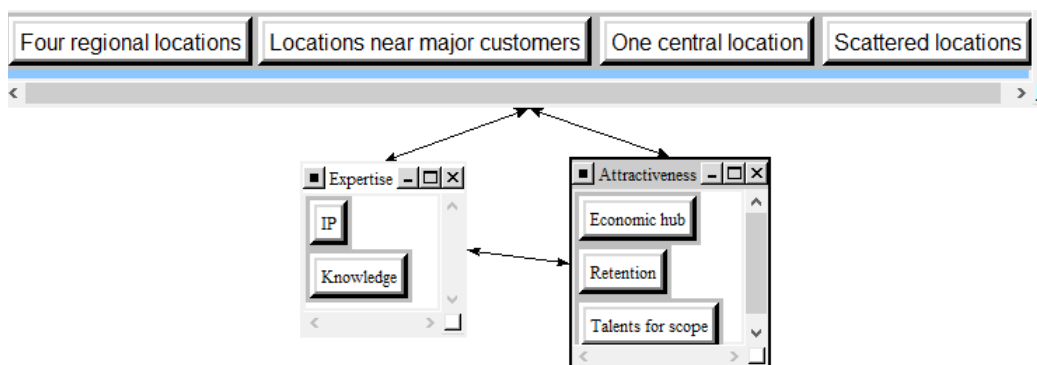 Four regional locations Locations near major customers One central location Scattered locations
Expertise
IP
Knowledge
Attractiveness
Economic hub
Retention
Talents for scope